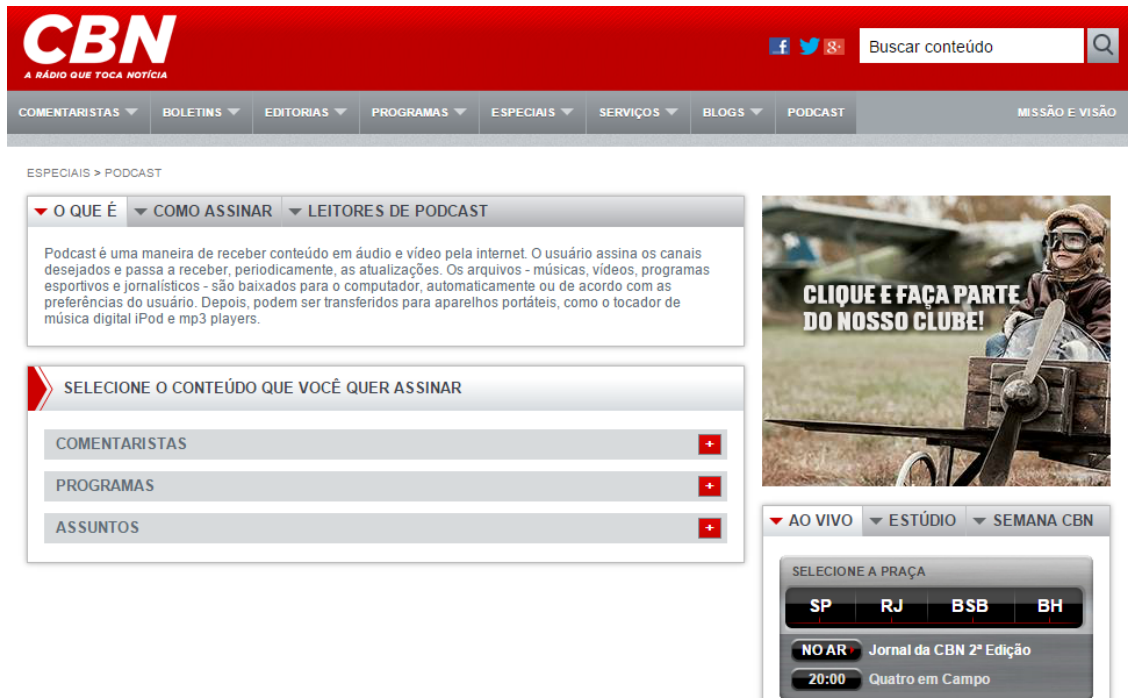 CBN
A RÁDIO QUE TOCA NOTÍCIA
Buscar conteúdo
COMENTARISTAS BOLETINS EDITORIAS PROGRAMAS ESPECIAIS SERVIÇOS BLOGS PODCAST MISSÃO E VISÃO
ESPECIAIS > PODCAST
O QUE É COMO ASSINAR LEITORES DE PODCAST
Podcast é uma maneira de receber conteúdo em áudio e vídeo pela internet. O usuário assina os canais
desejados e passa a receber, periodicamente, as atualizações. Os arquivos - músicas, vídeos, programas
esportivos e jornalísticos - são baixados para o computador, automaticamente ou de acordo com as
preferências do usuário. Depois, podem ser transferidos para aparelhos portáteis, como o tocador de
música digital iPod e mp3 players.
SELECIONE O CONTEÚDO QUE VOCÊ QUER ASSINAR
COMENTARISTAS
PROGRAMAS
ASSUNTOS
CLIQUE E FAÇA PARTE
DO NOSSO CLUBE!
AO VIVO ESTÚDIO SEMANA CBN
SELECIONE A PRAÇA
SP RJ BSB BH
NO AR Jornal da CBN 2ª Edição
20:00 Quatro em Campo